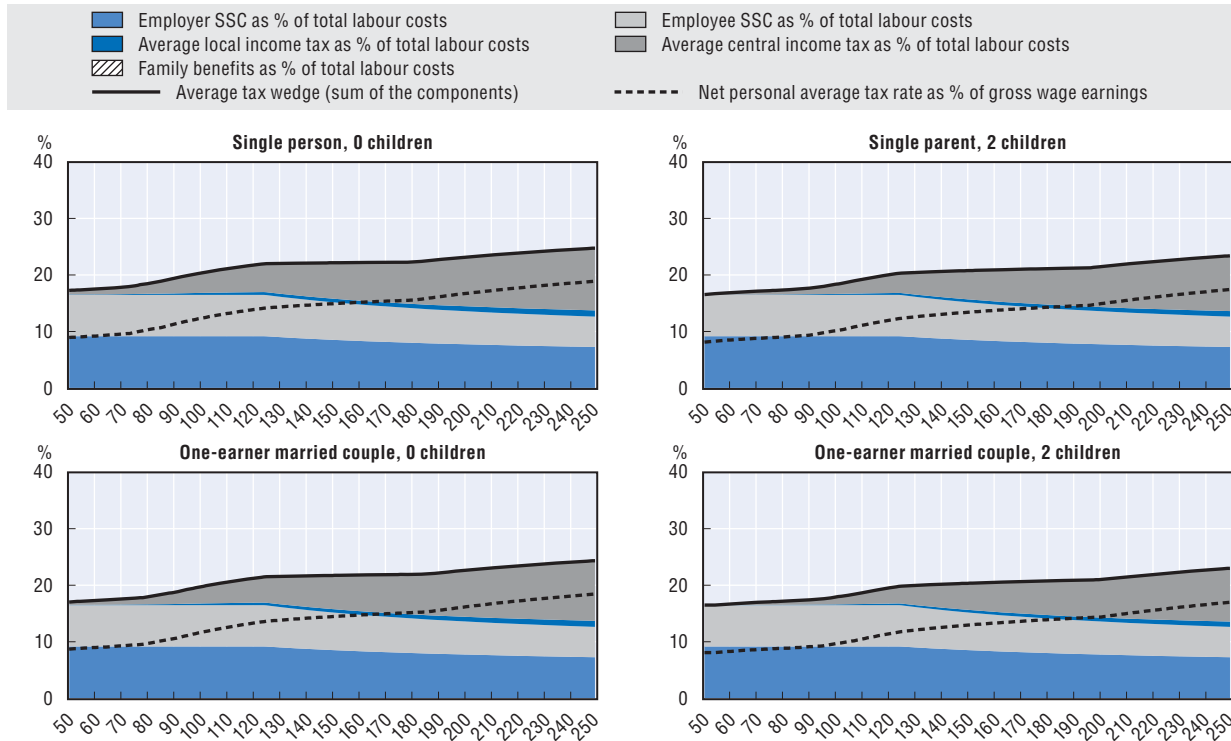 Employer SSC as % of total labour costs
Employee SSC as % of total labour costs
Average local income tax as % of total labour costs
Average central income tax as % of total labour costs
Family benefits as % of total labour costs
Average tax wedge (sum of the components)
Net personal average tax rate as % of gross wage earnings
%
Single person, 0 children
40
30
20
10
0
50 60 70 80 90 100 110 120 130 140 150 160 170 180 190 200 210 220 230 240 250
%
Single parent, 2 children
40
30
20
10
0
50 60 70 80 90 100 110 120 130 140 150 160 170 180 190 200 210 220 230 240 250
%
One-earner married couple, 0 children
40
30
20
10
0
50 60 70 80 90 100 110 120 130 140 150 160 170 180 190 200 210 220 230 240 250
%
One-earner married couple, 2 children
40
30
20
10
0
50 60 70 80 90 100 110 120 130 140 150 160 170 180 190 200 210 220 230 240 250